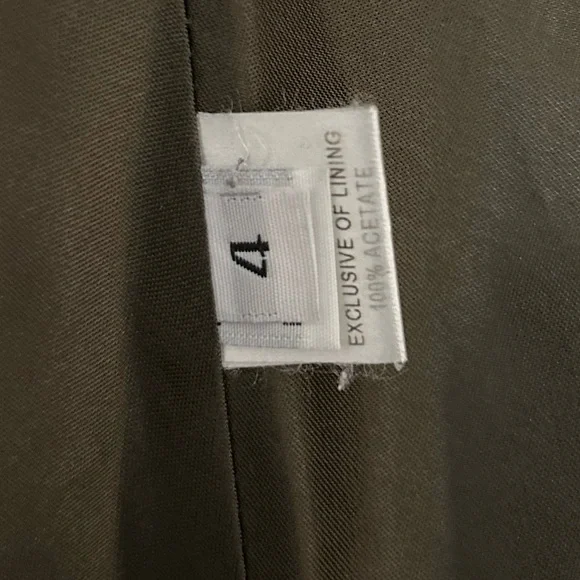 4
EXCLUSIVE OF LINING
100% ACETATE